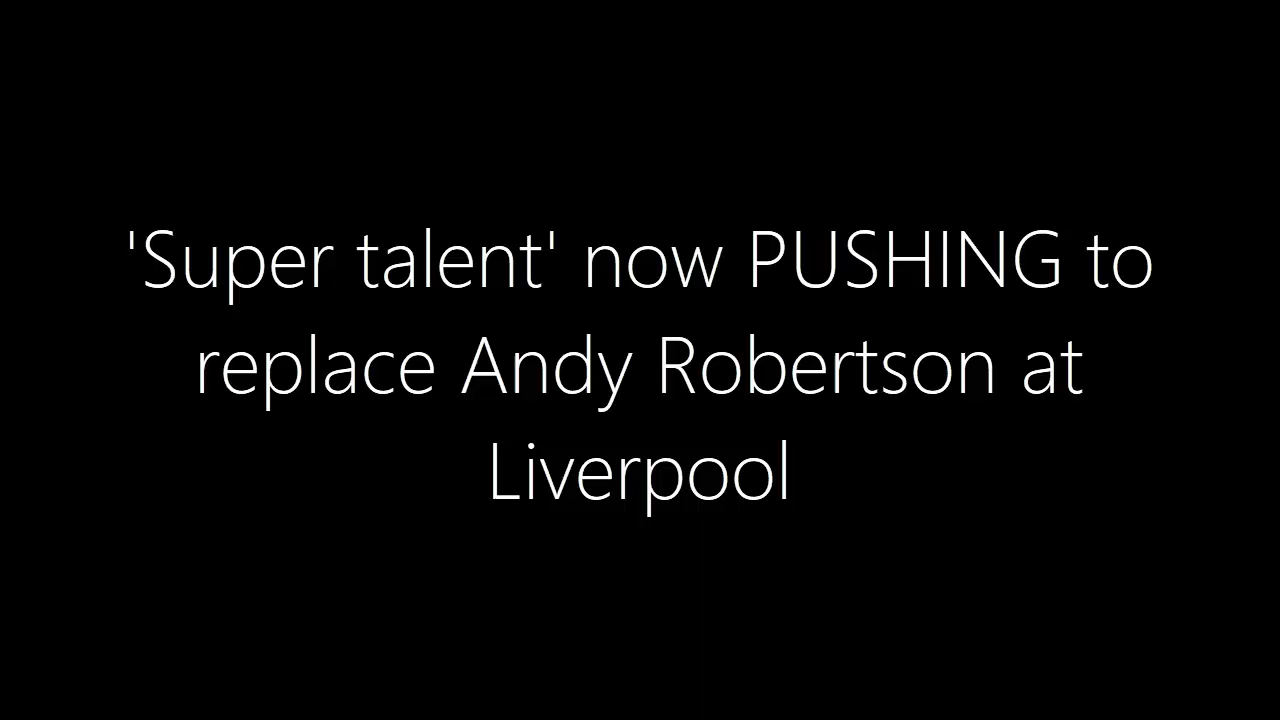 'Super talent' now PUSHING to
replace Andy Robertson at
Liverpool